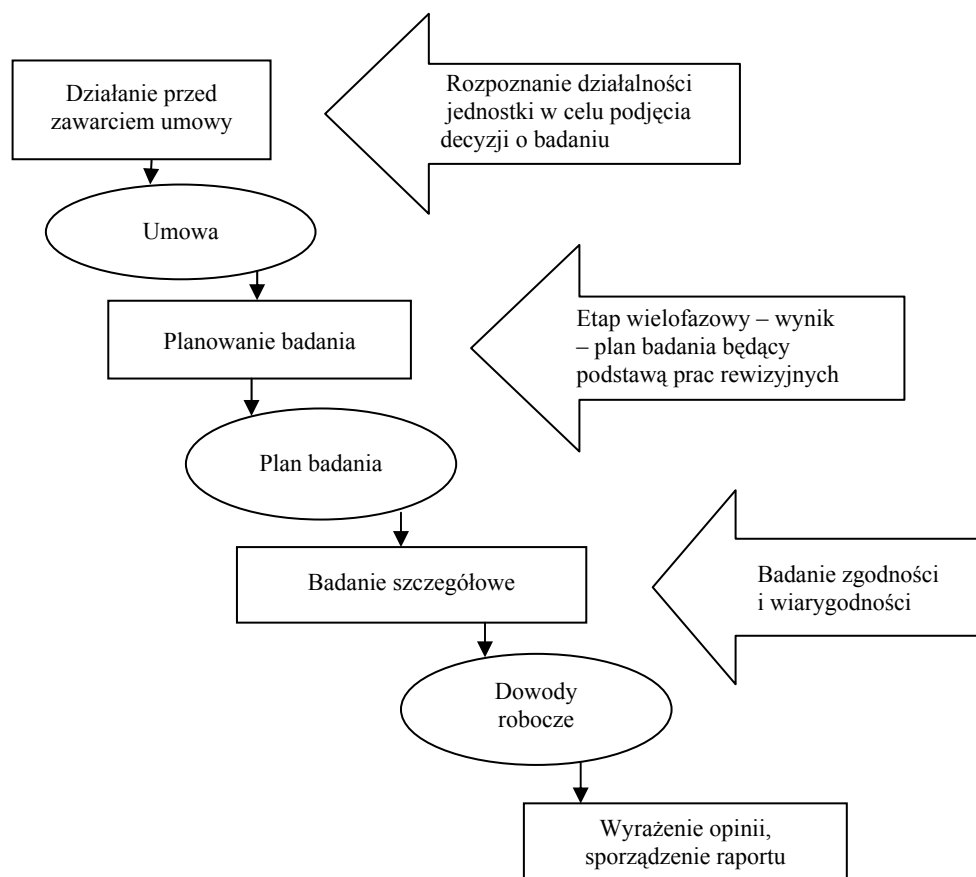 Działanie przed
zawarciem umowy
Rozpoznanie działalności
jednostki w celu podjęcia
decyzji o badaniu
Umowa
Planowanie badania
Etap wielofazowy – wynik
– plan badania będący
podstawą prac rewizyjnych
Plan badania
Badanie szczegółowe
Badanie zgodności
i wiarygodności
Dowody
robocze
Wyrażenie opinii,
sporządzenie raportu